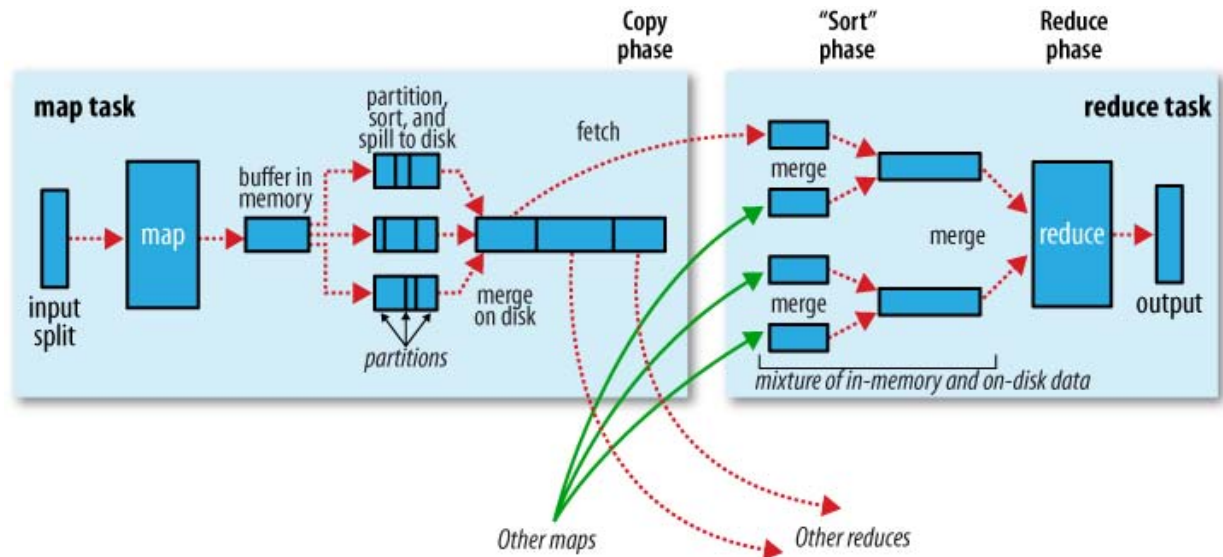 Copy
phase
“Sort”
phase
Reduce
phase
map task
partition,
sort, and
spill to disk
fetch
reduce task
buffer in
memory
merge
map
merge
reduce
input
split
merge
on disk
merge
output
partitions
mixture of in-memory and on-disk data
Other maps
Other reduces